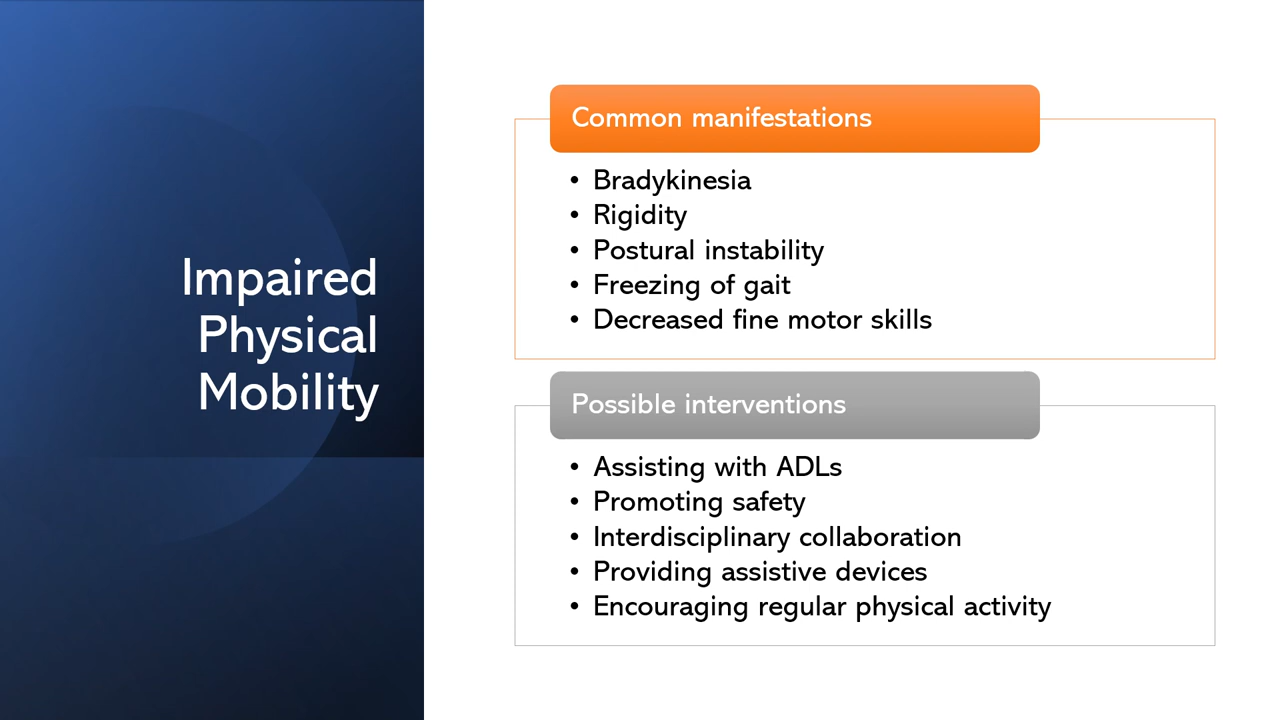 Impaired
Physical
Mobility
Common manifestations
• Bradykinesia
• Rigidity
• Postural instability
• Freezing of gait
• Decreased fine motor skills
Possible interventions
• Assisting with ADLs
• Promoting safety
• Interdisciplinary collaboration
• Providing assistive devices
• Encouraging regular physical activity